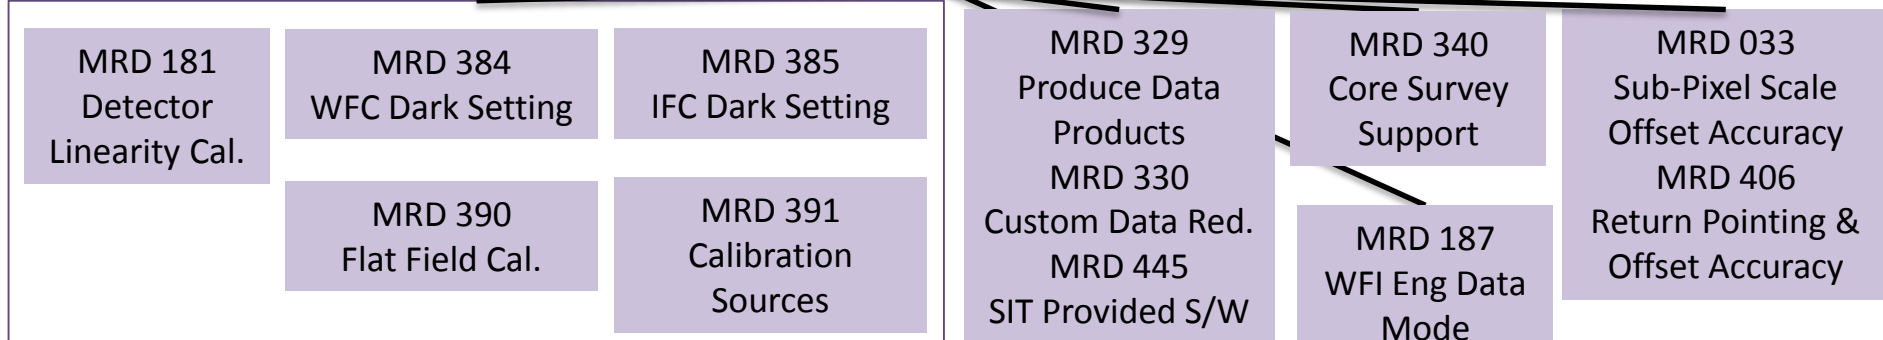 MRD 181
Detector
Linearity Cal.
MRD 384
WFC Dark Setting
MRD 385
IFC Dark Setting
MRD 390
Flat Field Cal.
MRD 391
Calibration
Sources
MRD 329
Produce Data
Products
MRD 330
Custom Data Red.
MRD 445
SIT Provided S/W
MRD 340
Core Survey
Support
MRD 187
WFI Eng Data
Mode
MRD 033
Sub-Pixel Scale
Offset Accuracy
MRD 406
Return Pointing &
Offset Accuracy